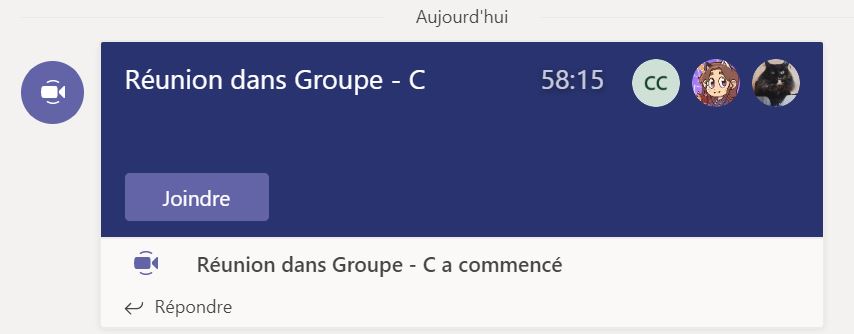 Aujourd'hui
Réunion dans Groupe - C 58:15 CC
Joindre
Réunion dans Groupe - C a commencé
Répondre